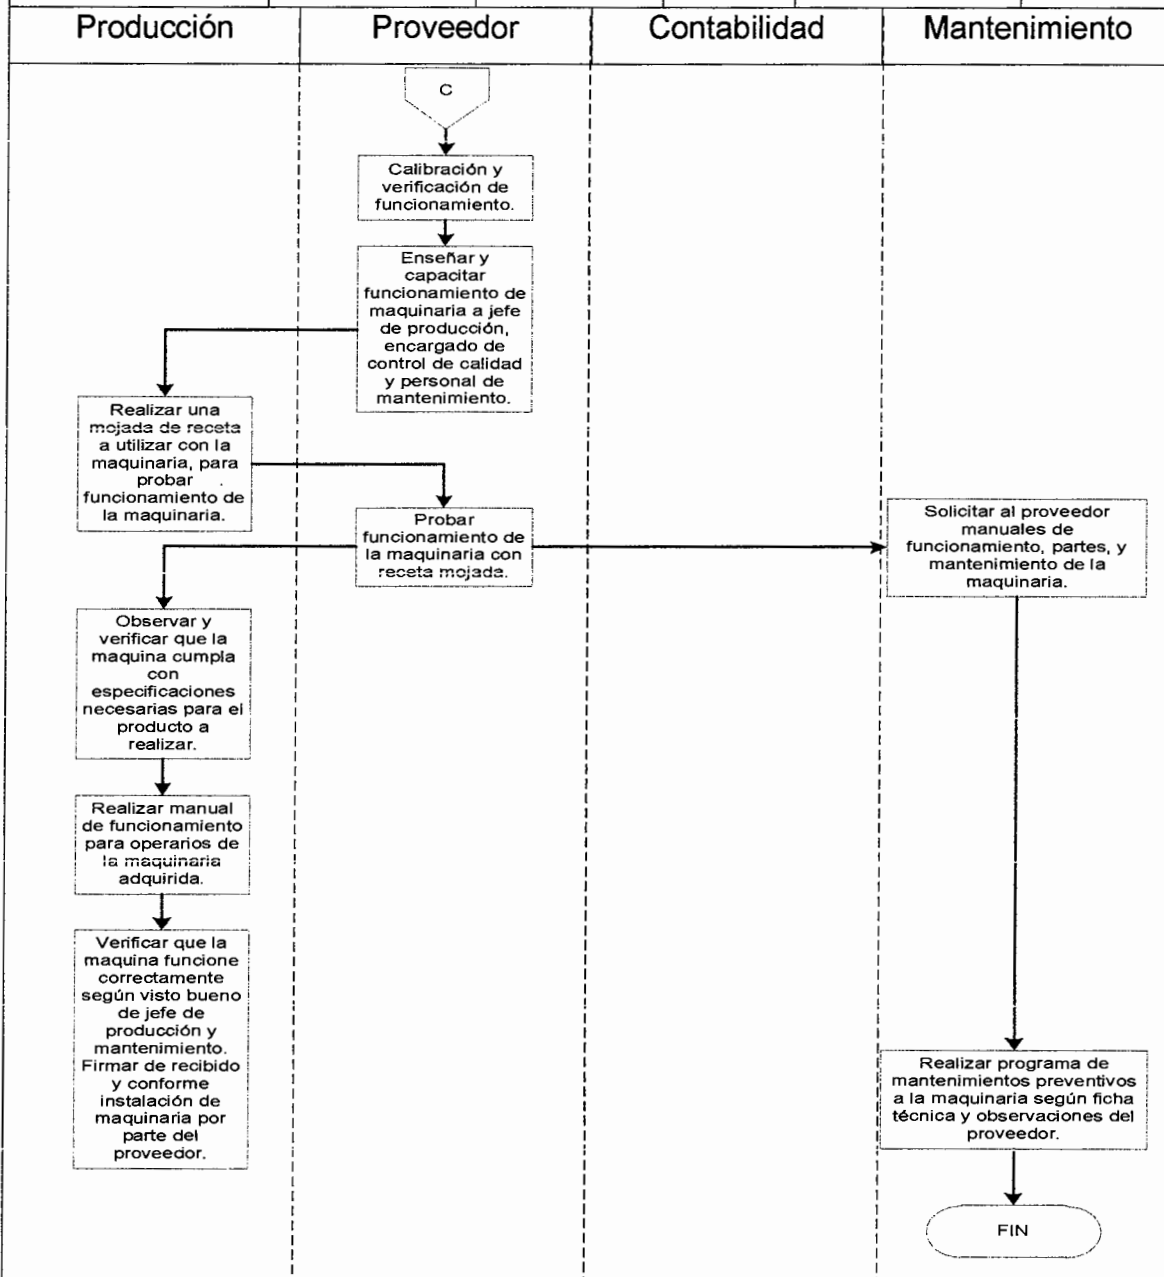 Producción
Proveedor
Contabilidad
Mantenimiento
C
Calibración y
verificación de
funcionamiento.
Enseñar y
capacitar
funcionamiento de
maquinaria a jefe
de producción,
encargado de
control de calidad
y personal de
mantenimiento.
Realizar una
mojada de receta
a utilizar con la
maquinaria, para
probar
funcionamiento de
la maquinaria.
Probar
funcionamiento de
la maquinaria con
receta mojada.
Solicitar al proveedor
manuales de
funcionamiento, partes, y
mantenimiento de la
maquinaria.
Observar y
verificar que la
maquina cumpla
con
especificaciones
necesarias para el
producto a
realizar.
Realizar manual
de funcionamiento
para operarios de
la maquinaria
adquirida.
Verificar que la
maquina funcione
correctamente
según visto bueno
de jefe de
producción y
mantenimiento.
Firmar de recibido
y conforme
instalación de
maquinaria por
parte del
proveedor.
Realizar programa de
mantenimientos preventivos
a la maquinaria según ficha
técnica y observaciones del
proveedor.
FIN